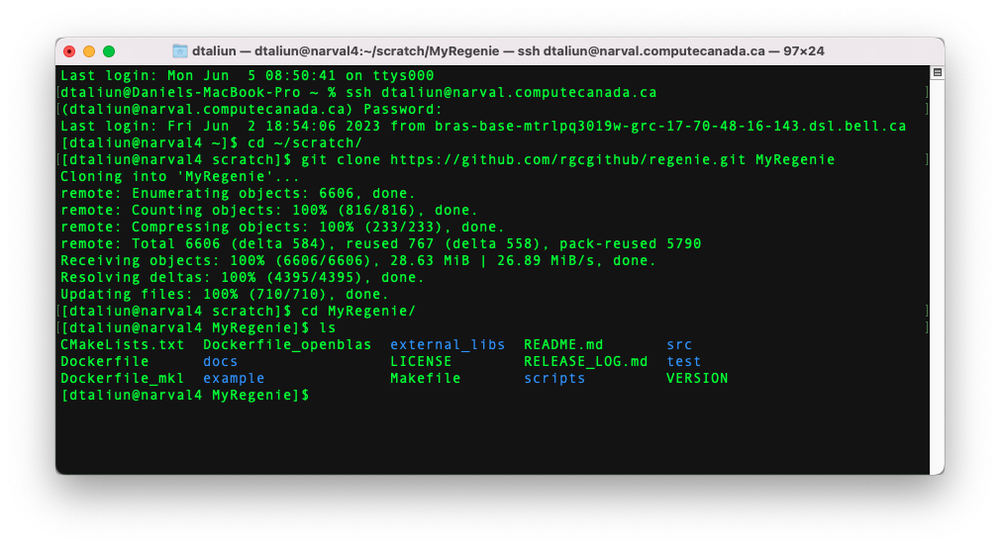 dtaliun — dtaliun@narval4:~/scratch/MyRegenie — ssh dtaliun@narval.computecanada.ca — 97×24
Last login: Mon Jun  5 08:50:41 on ttys000
[dtaliun@Daniels-MacBook-Pro ~ % ssh dtaliun@narval.computecanada.ca ]
[(dtaliun@narval.computecanada.ca) Password: ]
Last login: Fri Jun  2 18:54:06 2023 from bras-base-mtrlpq3019w-grc-17-70-48-16-143.dsl.bell.ca
[dtaliun@narval4 ~]$ cd ~/scratch/
[[dtaliun@narval4 scratch]$ git clone https://github.com/rgcgithub/regenie.git MyRegenie ]
Cloning into 'MyRegenie'...
remote: Enumerating objects: 6606, done.
remote: Counting objects: 100% (816/816), done.
remote: Compressing objects: 100% (233/233), done.
remote: Total 6606 (delta 584), reused 767 (delta 558), pack-reused 5790
Receiving objects: 100% (6606/6606), 28.63 MiB | 26.89 MiB/s, done.
Resolving deltas: 100% (4395/4395), done.
Updating files: 100% (710/710), done.
[[dtaliun@narval4 scratch]$ cd MyRegenie/ ]
[[dtaliun@narval4 MyRegenie]$ ls ]
CMakeLists.txt  Dockerfile_openblas  external_libs  README.md       src
Dockerfile      docs                 LICENSE        RELEASE_LOG.md  test
Dockerfile_mkl  example              Makefile       scripts         VERSION
[dtaliun@narval4 MyRegenie]$